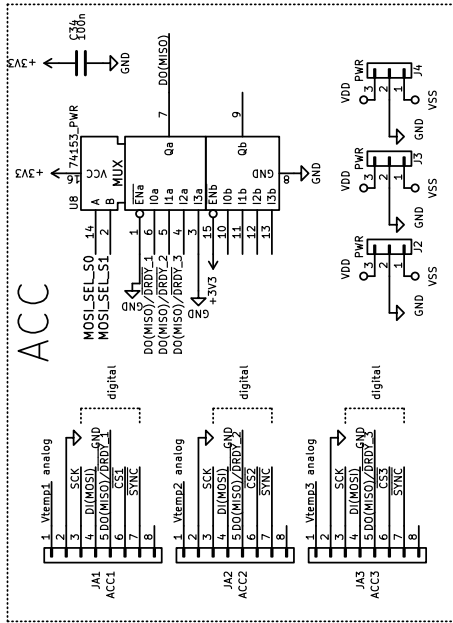 ACC
JA1
ACC1
1 Vtemp1 analog
2
GND
3 SCK
4 DI(MOSI)
5 DO(MISO)/DRDY_1
6 CS1
7 SYNC
8
digital
JA2
ACC2
1 Vtemp2 analog
2
GND
3 SCK
4 DI(MOSI)
5 DO(MISO)/DRDY_2
6 CS2
7 SYNC
8
digital
JA3
ACC3
1 Vtemp3 analog
2
GND
3 SCK
4 DI(MOSI)
5 DO(MISO)/DRDY_3
6 CS3
7 SYNC
8
digital
+3V3
C34
100n
GND
+3V3
U8 16 74153_PWR
VCC
MUX
MOSI_SEL_S0 14 A
MOSI_SEL_S1 2 B
GND 1 ENa
DO(MISO)/DRDY_1 6 I0a Qa 7 DO(MISO)
DO(MISO)/DRDY_2 5 I1a
DO(MISO)/DRDY_3 4 I2a
GND 3 I3a
+3V3 15 ENb
10 I0b Qb 9
11 I1b
12 I2b
13 I3b
GND
8
GND
J2
PWR
VDD 3
GND 2
VSS 1
J3
PWR
VDD 3
GND 2
VSS 1
J4
PWR
VDD 3
GND 2
VSS 1